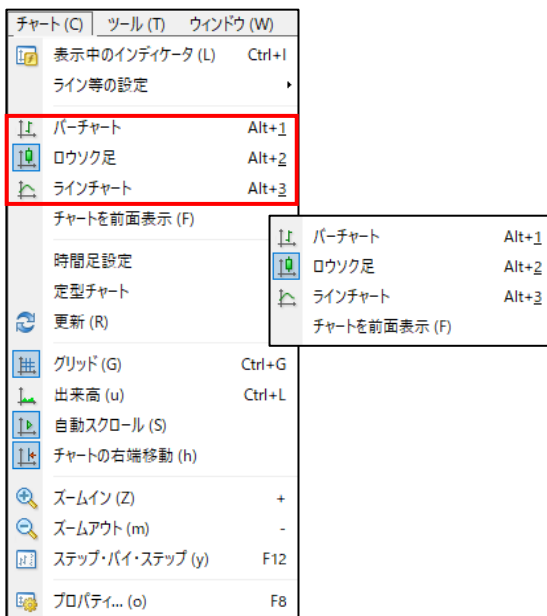 チャート(C) ツール(T) ウィンドウ(W)
表示中のインディケータ(L) Ctrl+I
ライン等の設定
バーチャート Alt+1
ロウソク足 Alt+2
ラインチャート Alt+3
チャートを前面表示(F)
時間足設定
定型チャート
更新(R)
グリッド(G) Ctrl+G
出来高(u) Ctrl+L
自動スクロール(S)
チャートの右端移動(h)
ズームイン(Z) +
ズームアウト(m) -
ステップ・バイ・ステップ(y) F12
プロパティ...(o) F8
バーチャート Alt+1
ロウソク足 Alt+2
ラインチャート Alt+3
チャートを前面表示(F)